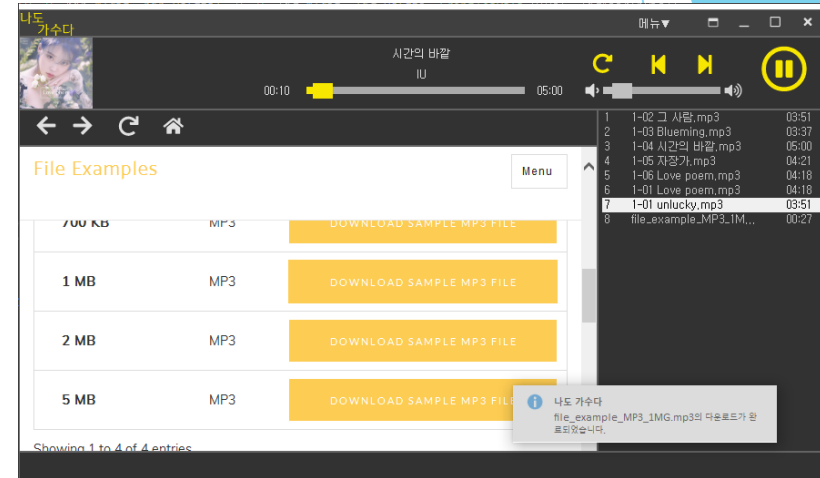 나도
가수다
메뉴▼
시간의 바깥
IU
00:10
05:00
File Examples
Menu
700 KB MP3 DOWNLOAD SAMPLE MP3 FILE
1 MB MP3 DOWNLOAD SAMPLE MP3 FILE
2 MB MP3 DOWNLOAD SAMPLE MP3 FILE
5 MB MP3 DOWNLOAD SAMPLE MP3 FILE
Showing 1 to 4 of 4 entries
1 1-02 그 사람.mp3 03:51
2 1-03 Blueming.mp3 03:37
3 1-04 시간의 바깥.mp3 05:00
4 1-05 자장가.mp3 04:21
5 1-06 Love poem.mp3 04:18
6 1-01 Love poem.mp3 04:18
7 1-01 unlucky.mp3 03:51
8 file_example_MP3_1M... 00:27
나도 가수다
file_example_MP3_1MG.mp3의 다운로드가 완
료되었습니다.